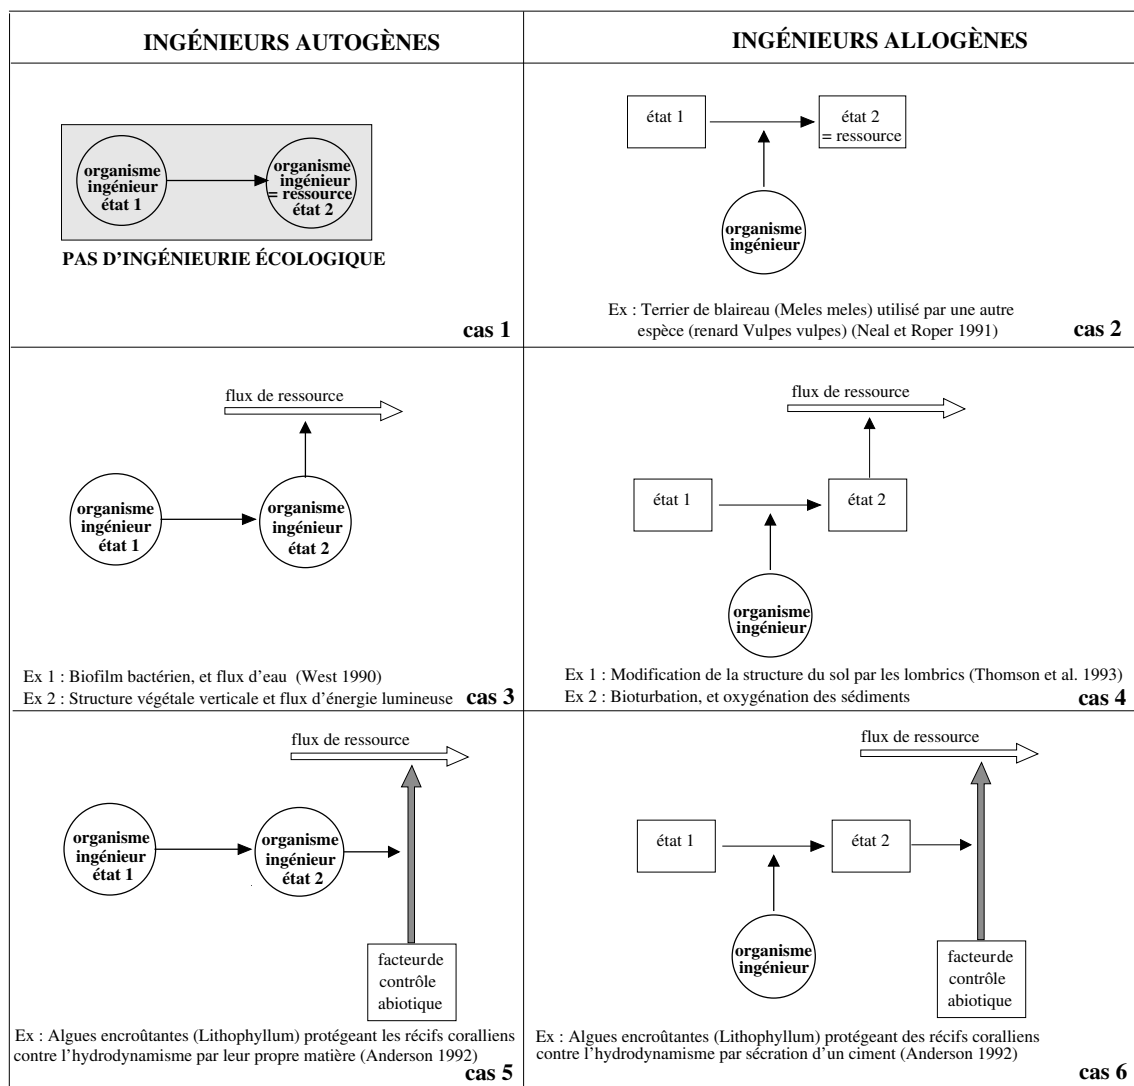 INGÉNIEURS AUTOGÈNES
INGÉNIEURS ALLOGÈNES
organisme
ingénieur
état 1
organisme
ingénieur
= ressource
état 2
PAS D'INGÉNIERIE ÉCOLOGIQUE
cas 1
état 1
état 2
= ressource
organisme
ingénieur
Ex : Terrier de blaireau (Meles meles) utilisé par une autre
espèce (renard Vulpes vulpes) (Neal et Roper 1991)
cas 2
flux de ressource
organisme
ingénieur
état 1
organisme
ingénieur
état 2
Ex 1 : Biofilm bactérien, et flux d'eau (West 1990)
Ex 2 : Structure végétale verticale et flux d'énergie lumineuse
cas 3
flux de ressource
état 1
état 2
organisme
ingénieur
Ex 1 : Modification de la structure du sol par les lombrics (Thomson et al. 1993)
Ex 2 : Bioturbation, et oxygénation des sédiments
cas 4
flux de ressource
organisme
ingénieur
état 1
organisme
ingénieur
état 2
facteur de
contrôle
abiotique
Ex : Algues encroûtantes (Lithophyllum) protégeant les récifs coralliens
contre l'hydrodynamisme par leur propre matière (Anderson 1992)
cas 5
flux de ressource
état 1
état 2
organisme
ingénieur
facteur de
contrôle
abiotique
Ex : Algues encroûtantes (Lithophyllum) protégeant des récifs coralliens
contre l'hydrodynamisme par sécration d'un ciment (Anderson 1992)
cas 6